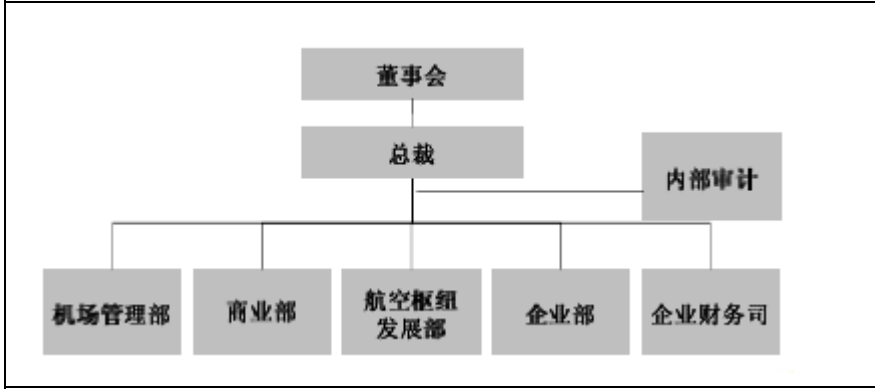 董事会
总裁
内部审计
机场管理部
商业部
航空枢纽
发展部
企业部
企业财务司